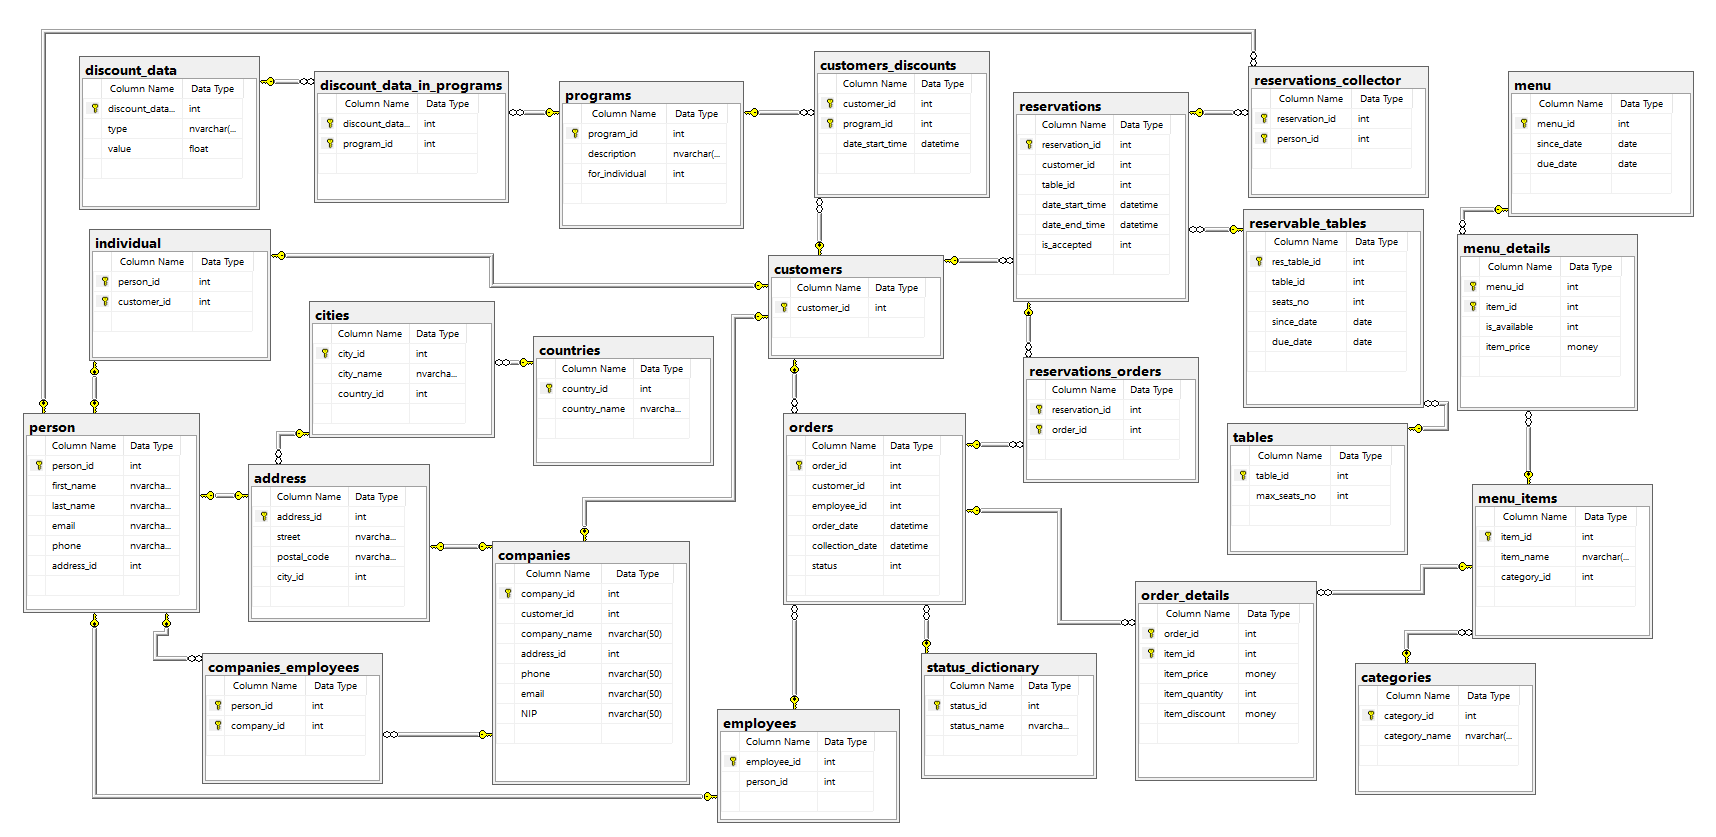 discount_data
Column Name Data Type
discount_data... int
type nvarchar(...
value float
discount_data_in_programs
Column Name Data Type
discount_data... int
program_id int
programs
Column Name Data Type
program_id int
description nvarchar(...
for_individual int
customers_discounts
Column Name Data Type
customer_id int
program_id int
date_start_time datetime
reservations
Column Name Data Type
reservation_id int
customer_id int
table_id int
date_start_time datetime
date_end_time datetime
is_accepted int
reservations_collector
Column Name Data Type
reservation_id int
person_id int
menu
Column Name Data Type
menu_id int
since_date date
due_date date
individual
Column Name Data Type
person_id int
customer_id int
customers
Column Name Data Type
customer_id int
reservable_tables
Column Name Data Type
res_table_id int
table_id int
seats_no int
since_date date
due_date date
menu_details
Column Name Data Type
menu_id int
item_id int
is_available int
item_price money
cities
Column Name Data Type
city_id int
city_name nvarcha...
country_id int
countries
Column Name Data Type
country_id int
country_name nvarcha...
reservations_orders
Column Name Data Type
reservation_id int
order_id int
person
Column Name Data Type
person_id int
first_name nvarcha...
last_name nvarcha...
email nvarcha...
phone nvarcha...
address_id int
address
Column Name Data Type
address_id int
street nvarcha...
postal_code nvarcha...
city_id int
orders
Column Name Data Type
order_id int
customer_id int
employee_id int
order_date datetime
collection_date datetime
status int
tables
Column Name Data Type
table_id int
max_seats_no int
menu_items
Column Name Data Type
item_id int
item_name nvarchar(...
category_id int
companies
Column Name Data Type
company_id int
customer_id int
company_name nvarchar(50)
address_id int
phone nvarchar(50)
email nvarchar(50)
NIP nvarchar(50)
order_details
Column Name Data Type
order_id int
item_id int
item_price money
item_quantity int
item_discount money
companies_employees
Column Name Data Type
person_id int
company_id int
status_dictionary
Column Name Data Type
status_id int
status_name nvarcha...
categories
Column Name Data Type
category_id int
category_name nvarchar(...
employees
Column Name Data Type
employee_id int
person_id int